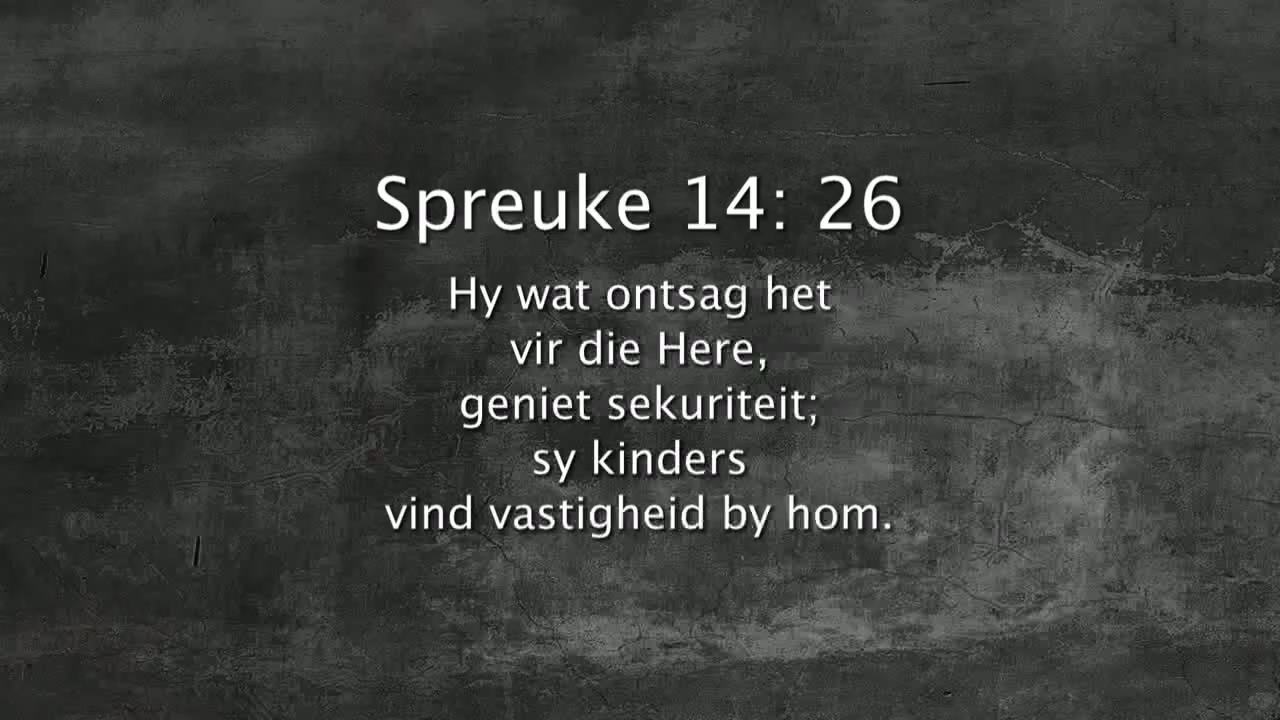 Spreuke 14: 26
Hy wat ontsag het
vir die Here,
geniet sekuriteit;
sy kinders
vind vastigheid by hom.